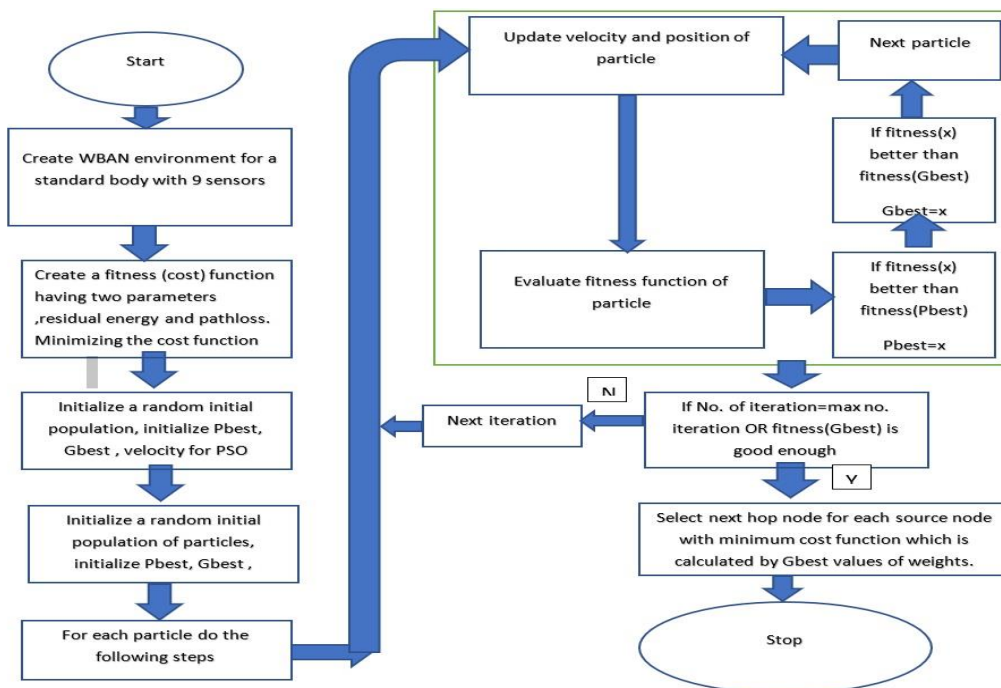 Start
Create WBAN environment for a
standard body with 9 sensors
Create a fitness (cost) function
having two parameters
,residual energy and pathloss.
Minimizing the cost function
Initialize a random initial
population, initialize Pbest,
Gbest , velocity for PSO
Initialize a random initial
population of particles,
initialize Pbest, Gbest ,
For each particle do the
following steps
Update velocity and position of
particle
Evaluate fitness function of
particle
If fitness(x)
better than
fitness(Pbest)
Pbest=x
If fitness(x)
better than
fitness(Gbest)
Gbest=x
Next particle
If No. of iteration=max no.
iteration OR fitness(Gbest) is
good enough
N
Next iteration
Y
Select next hop node for each source node
with minimum cost function which is
calculated by Gbest values of weights.
Stop